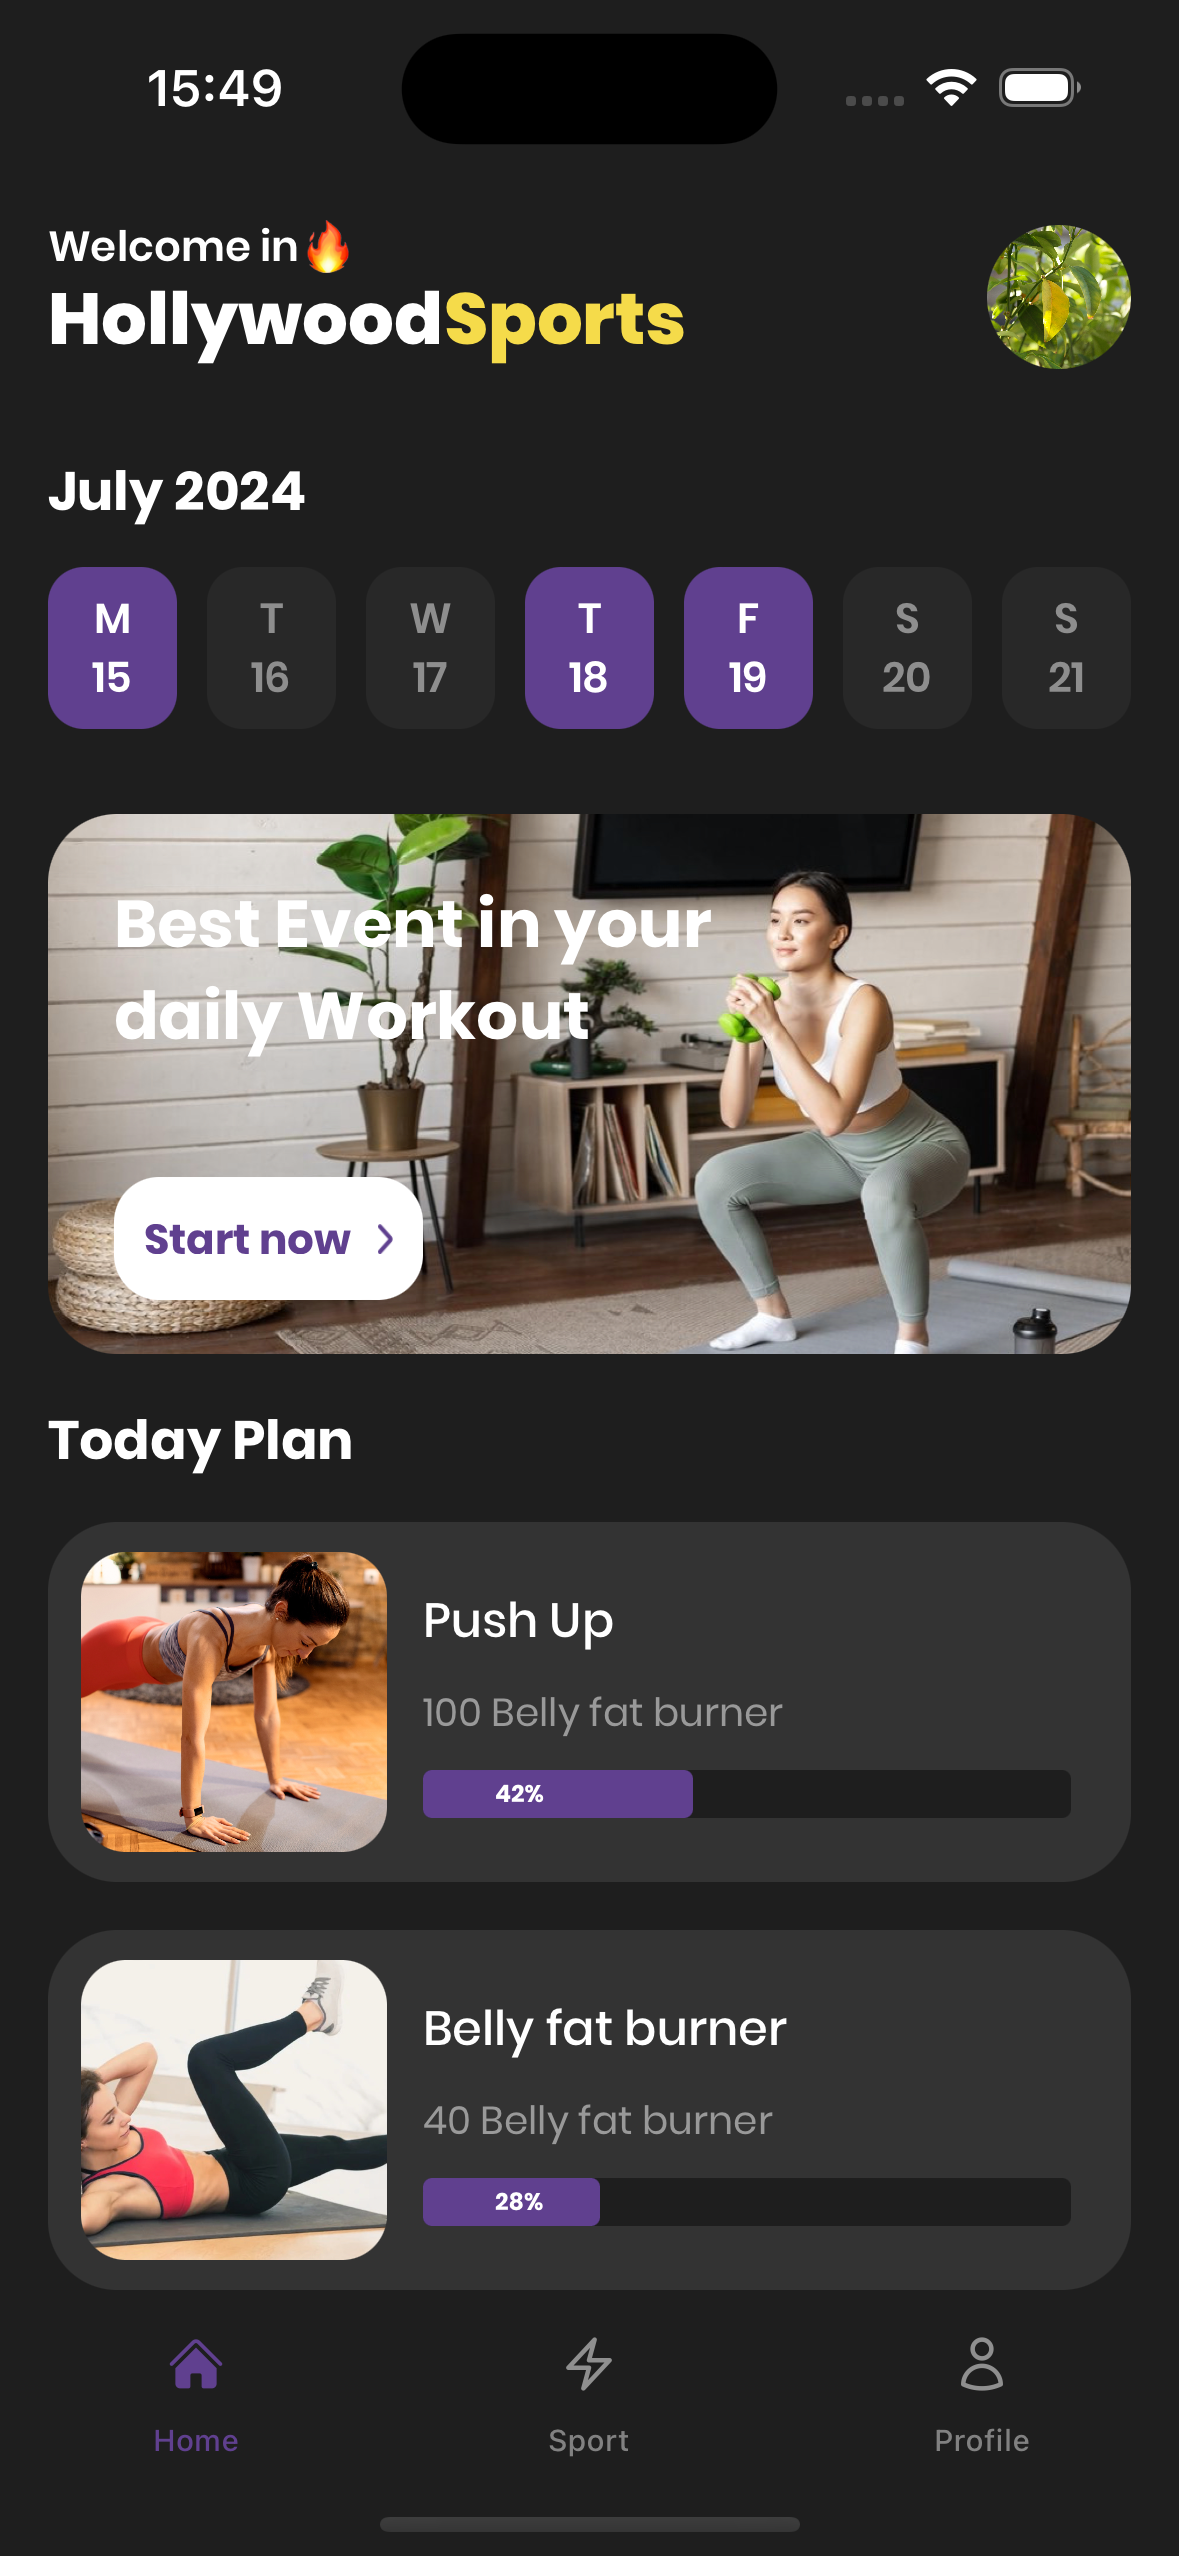 15:49
Welcome in🔥
HollywoodSports
July 2024
M T W T F S S
15 16 17 18 19 20 21
Best Event in your
daily Workout
Start now
Today Plan
Push Up
100 Belly fat burner
42%
Belly fat burner
40 Belly fat burner
28%
Home Sport Profile